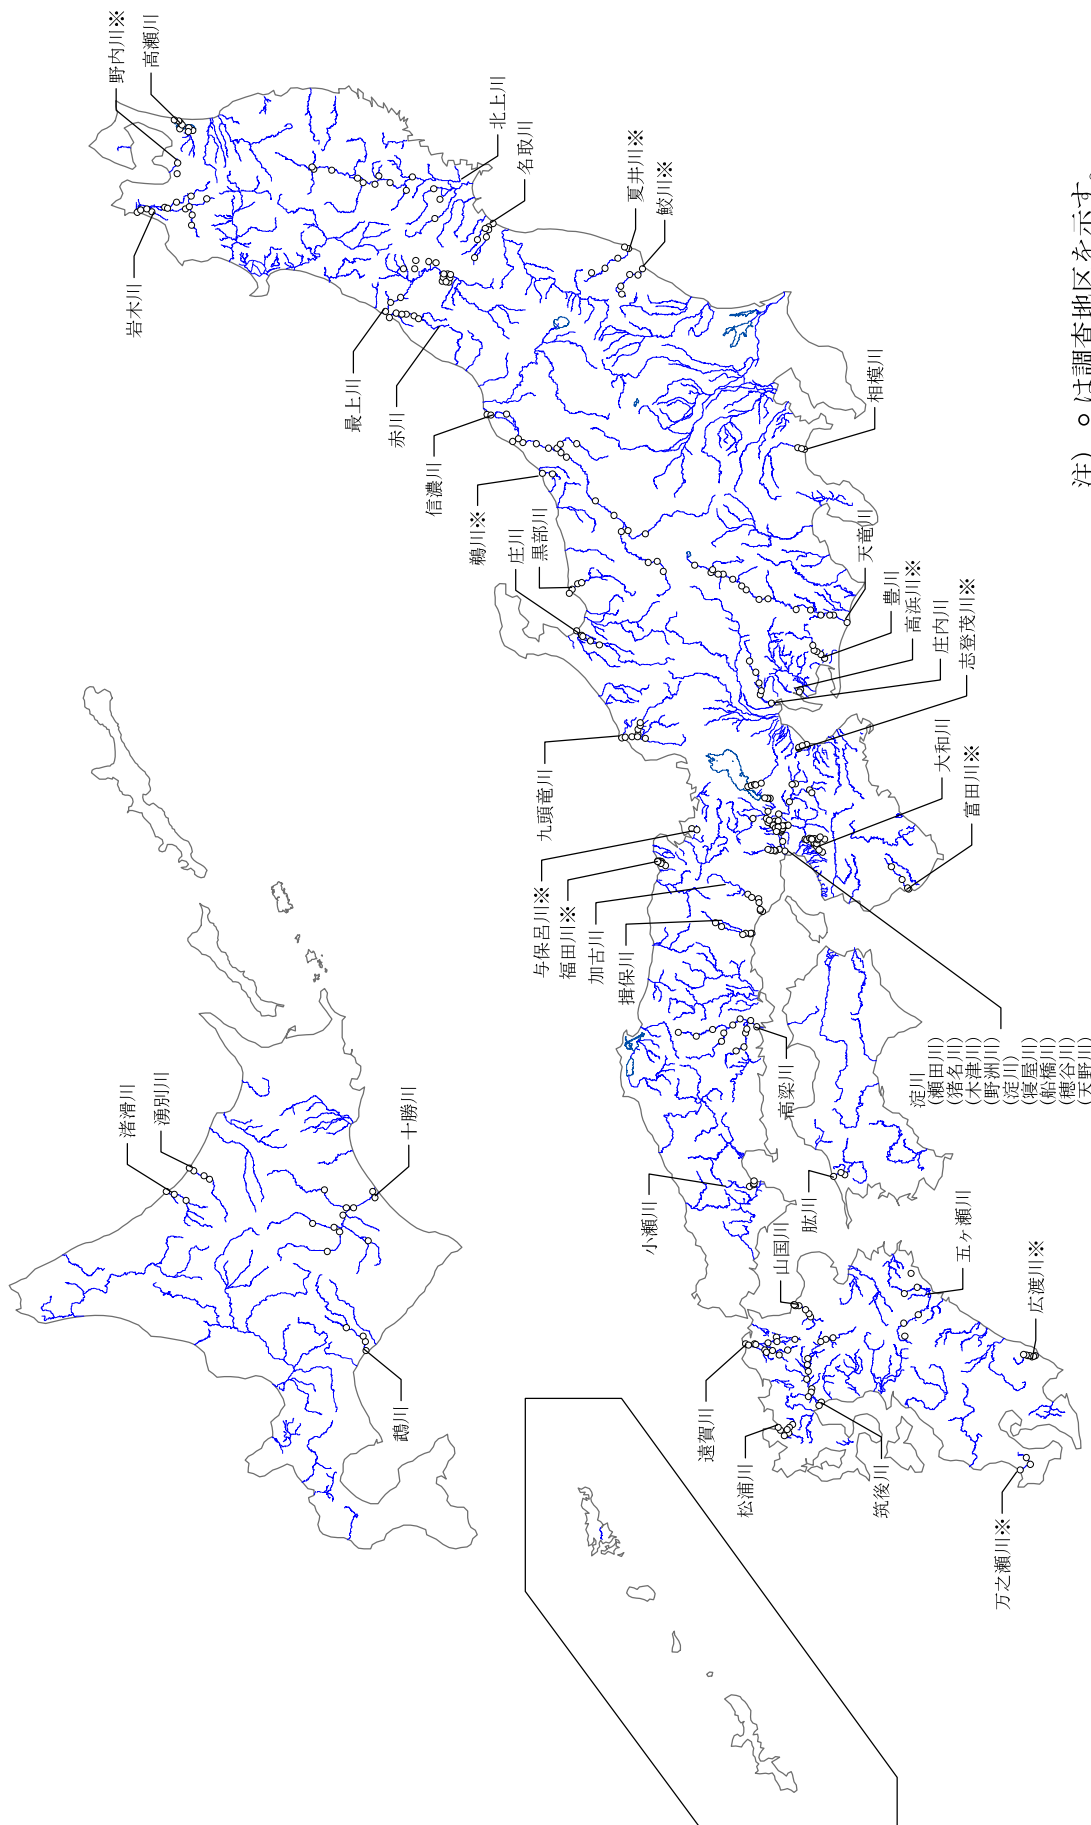 渚滑川
湧別川
十勝川
鵡川
野内川※
高瀬川
岩木川
北上川
名取川
最上川
赤川
夏井川※
鮫川※
信濃川
鵜川※
庄川
黒部川
相模川
天竜川
豊川
高浜川※
庄内川
志登茂川※
九頭竜川
大和川
富田川※
与保呂川※
福田川※
加古川
揖保川
淀川
(瀬田川)
(猪名川)
(木津川)
(野洲川)
(淀川)
(寝屋川)
(船橋川)
(穂谷川)
(天野川)
高梁川
小瀬川
肱川
山国川
五ヶ瀬川
広渡川※
遠賀川
松浦川
筑後川
万之瀬川※
注) ○は調査地区を示す。